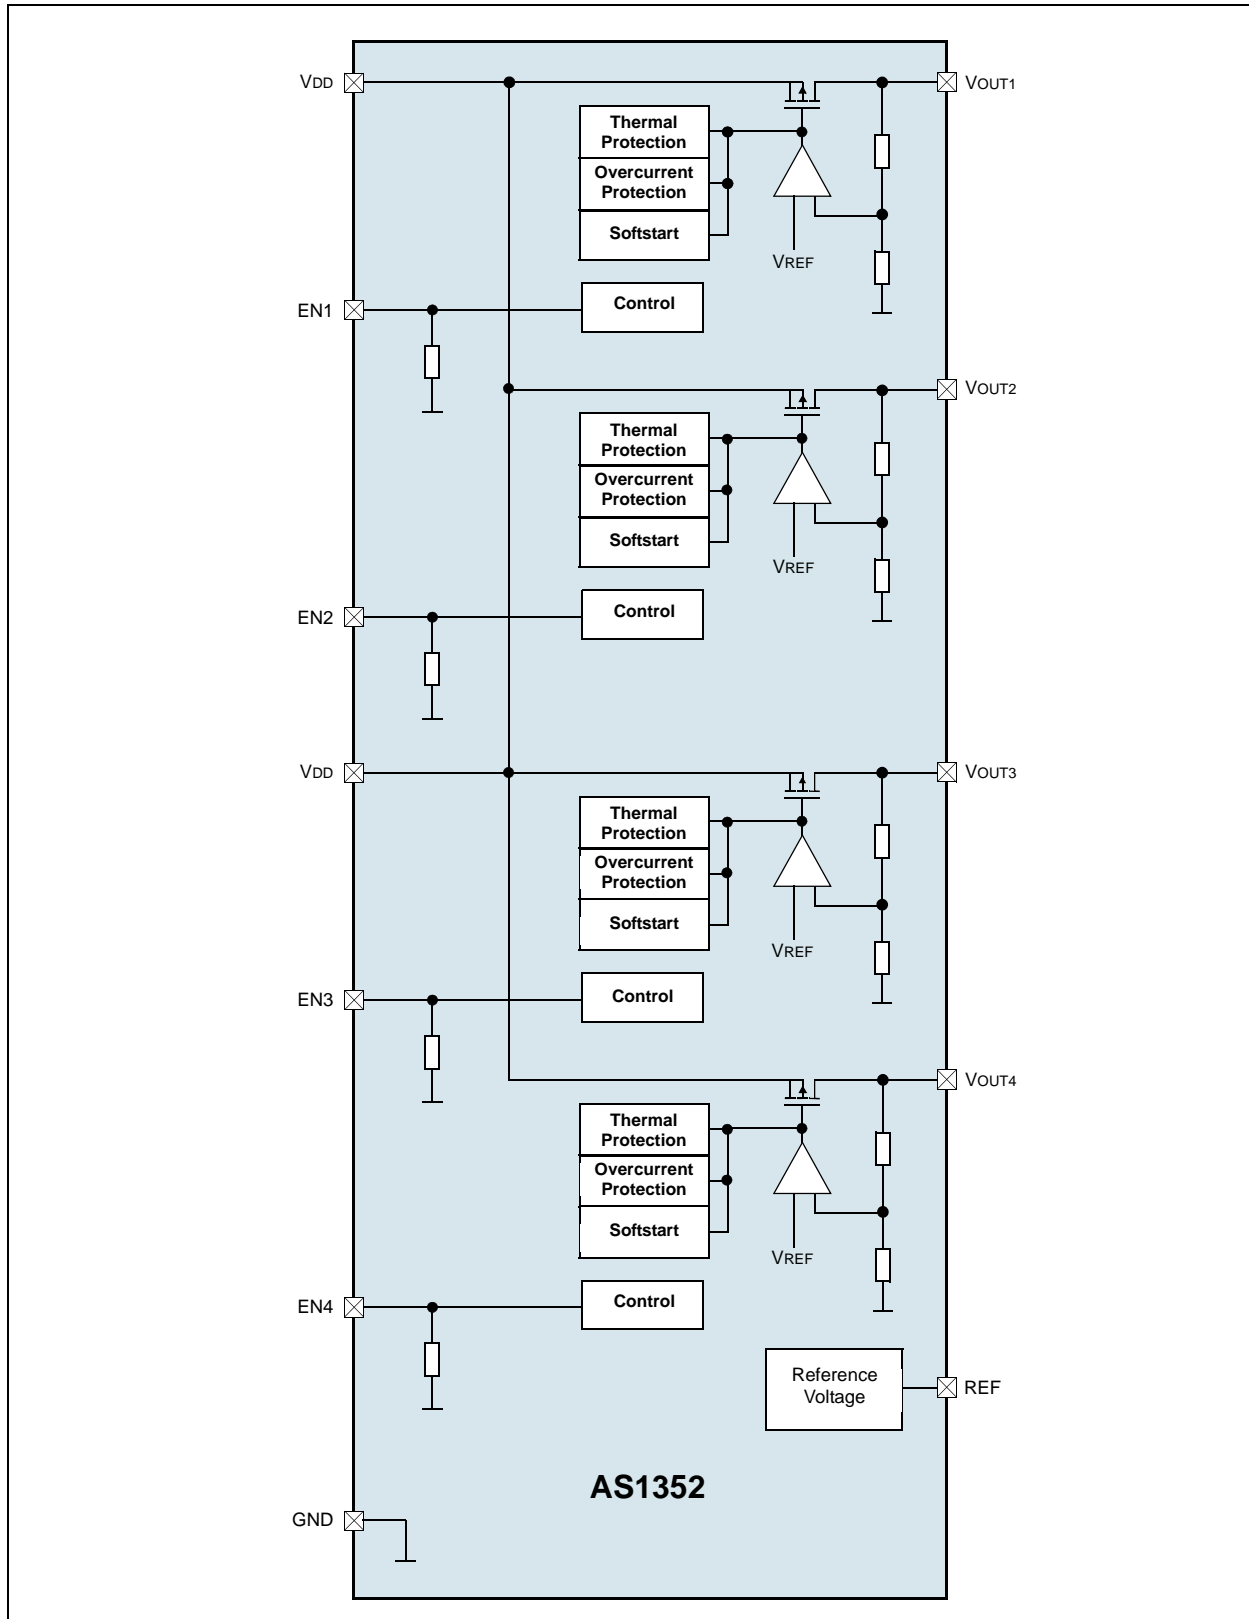 VDD
VOUT1
Thermal
Protection
Overcurrent
Protection
Softstart
VREF
EN1
Control
VOUT2
Thermal
Protection
Overcurrent
Protection
Softstart
VREF
EN2
Control
VDD
VOUT3
Thermal
Protection
Overcurrent
Protection
Softstart
VREF
EN3
Control
VOUT4
Thermal
Protection
Overcurrent
Protection
Softstart
VREF
EN4
Control
Reference
Voltage
REF
AS1352
GND